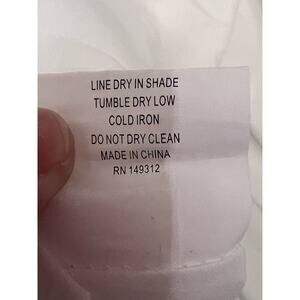 LINE DRY IN SHADE
TUMBLE DRY LOW
COLD IRON
DO NOT DRY CLEAN
MADE IN CHINA
RN 149312